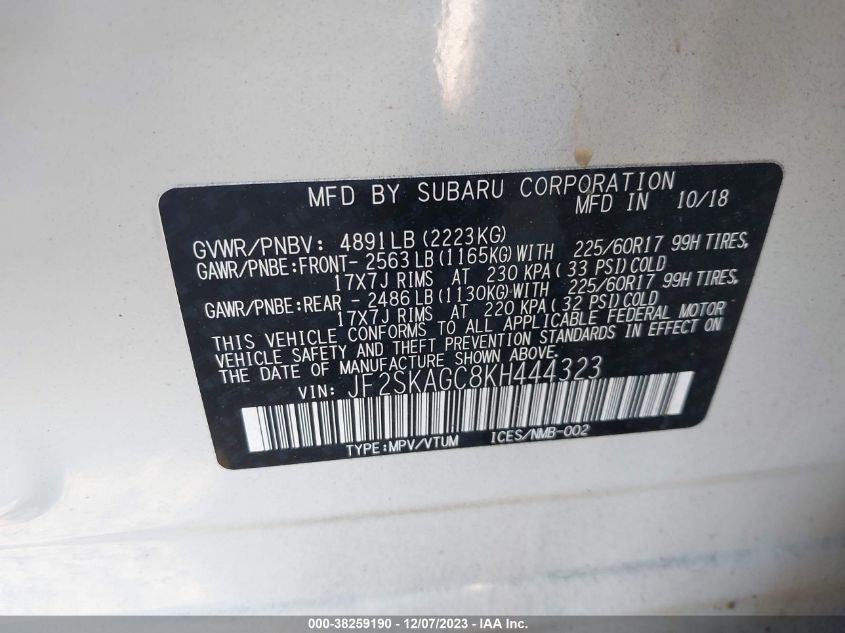 MFD BY SUBARU CORPORATION
MFD IN 10/18
GVWR/PNBV: 4891LB(2223KG)
GAWR/PNBE:FRONT- 2563LB(1165KG)WITH 225/60R17 99H TIRES,
17X7J RIMS AT 230 KPA(33 PSI)COLD
GAWR/PNBE:REAR - 2486LB(1130KG)WITH 225/60R17 99H TIRES,
17X7J RIMS AT 220 KPA(32 PSI)COLD
THIS VEHICLE CONFORMS TO ALL APPLICABLE FEDERAL MOTOR
VEHICLE SAFETY AND THEFT PREVENTION STANDARDS IN EFFECT ON
THE DATE OF MANUFACTURE SHOWN ABOVE.
VIN: JF2SKAGC8KH444323
TYPE:MPV/VTUM ICES/NMB-002
000-38259190 - 12/07/2023 - IAAI Inc.